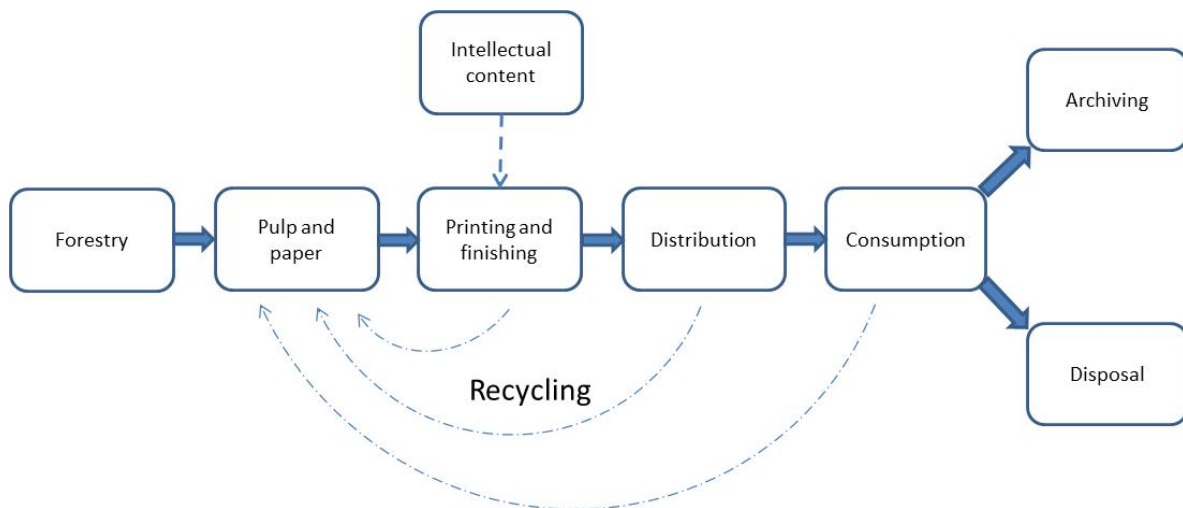 Intellectual
content
Archiving
Forestry
Pulp and
paper
Printing and
finishing
Distribution
Consumption
Recycling
Disposal